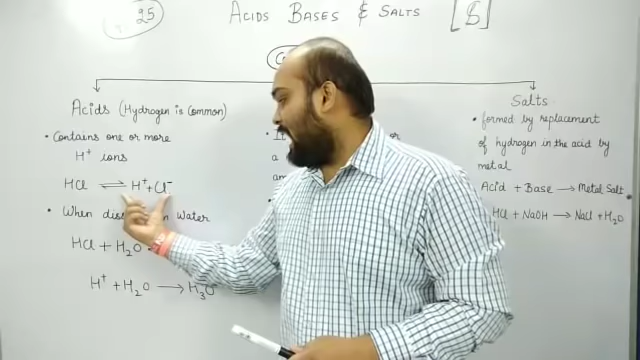 25
Acids Bases & Salts
[8]
Acids (Hydrogen is Common)
• Contains one or more
H⁺ ions
HCl ⇌ H⁺ + Cl⁻
• When in water
HCl + H₂O
H⁺ + H₂O ⟶ H₃O
or
a
Salts
• formed by replacement
of hydrogen in the acid by
metal
Acid + Base ⟶ Metal Salt
HCl + NaOH ⟶ NaCl + H₂O